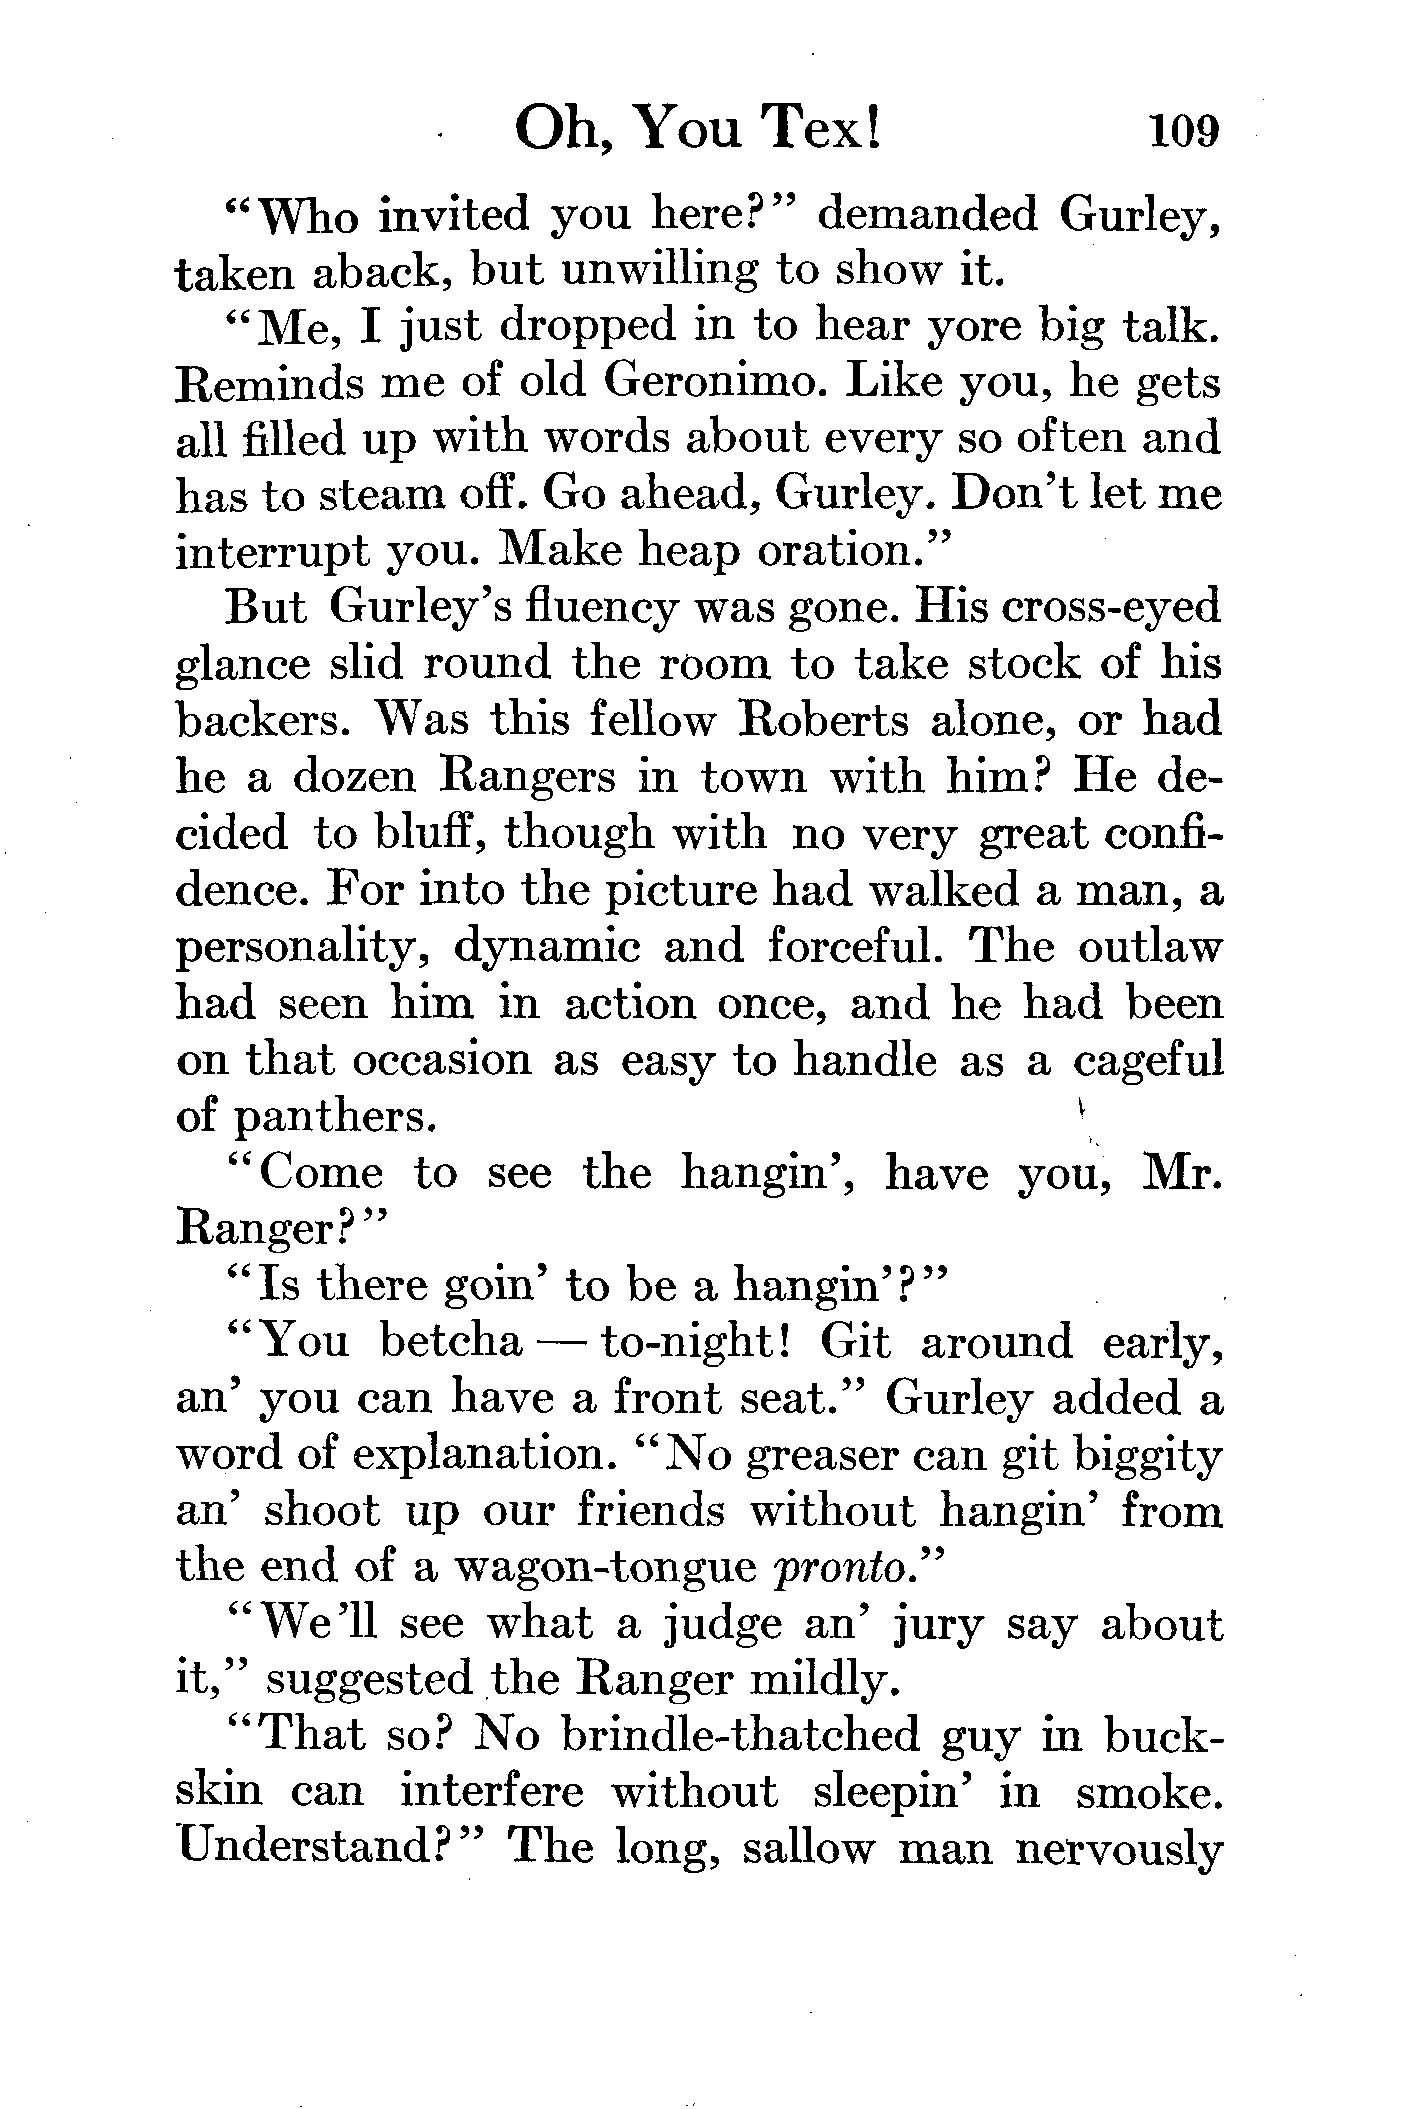 Oh, You Tex! 109
"Who invited you here?" demanded Gurley,
taken aback, but unwilling to show it.
"Me, I just dropped in to hear yore big talk.
Reminds me of old Geronimo. Like you, he gets
all filled up with words about every so often and
has to steam off. Go ahead, Gurley. Don't let me
interrupt you. Make heap oration."
But Gurley's fluency was gone. His cross-eyed
glance slid round the room to take stock of his
backers. Was this fellow Roberts alone, or had
he a dozen Rangers in town with him? He de-
cided to bluff, though with no very great confi-
dence. For into the picture had walked a man, a
personality, dynamic and forceful. The outlaw
had seen him in action once, and he had been
on that occasion as easy to handle as a cageful
of panthers.
"Come to see the hangin', have you, Mr.
Ranger?"
"Is there goin' to be a hangin'?"
"You betcha — to-night! Git around early,
an' you can have a front seat." Gurley added a
word of explanation. "No greaser can git biggity
an' shoot up our friends without hangin' from
the end of a wagon-tongue pronto."
"We'll see what a judge an' jury say about
it," suggested the Ranger mildly.
"That so? No brindle-thatched guy in buck-
skin can interfere without sleepin' in smoke.
Understand?" The long, sallow man nervously